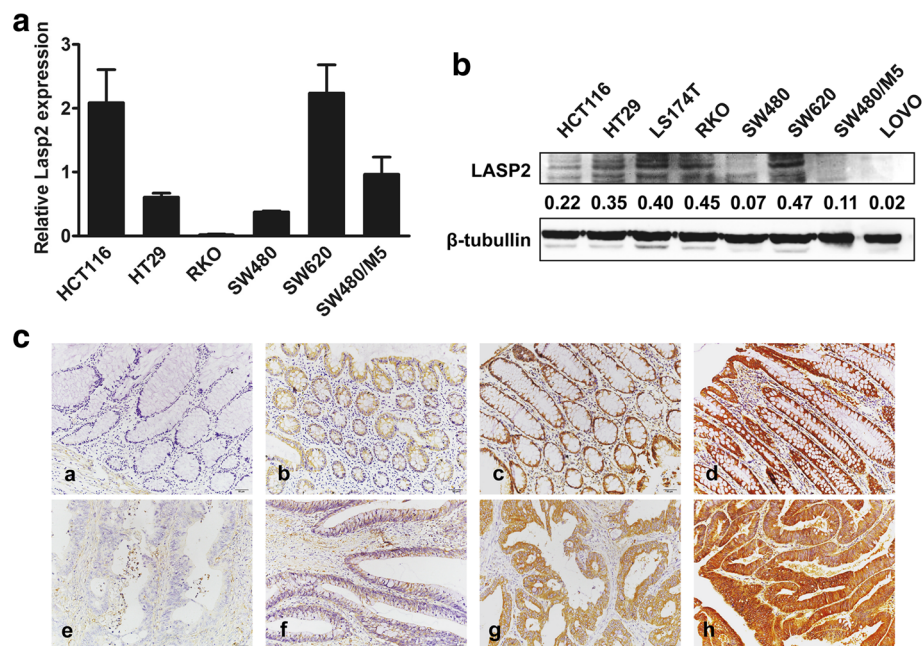 a
Relative Lasp2 expression
3
2
1
0
HCT116
HT29
RKO
SW480
SW620
SW480/M5
b
HCT116
HT29
LS174T
RKO
SW480
SW620
SW480/M5
LOVO
LASP2
0.22 0.35 0.40 0.45 0.07 0.47 0.11 0.02
β-tubullin
c
a
b
c
d
e
f
g
h